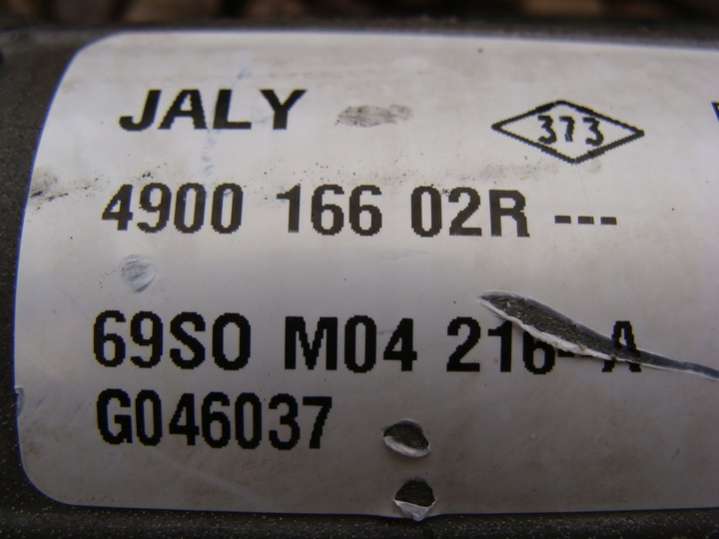 JALY 373
4900 166 02R ---
69SO M04 216-A
G046037